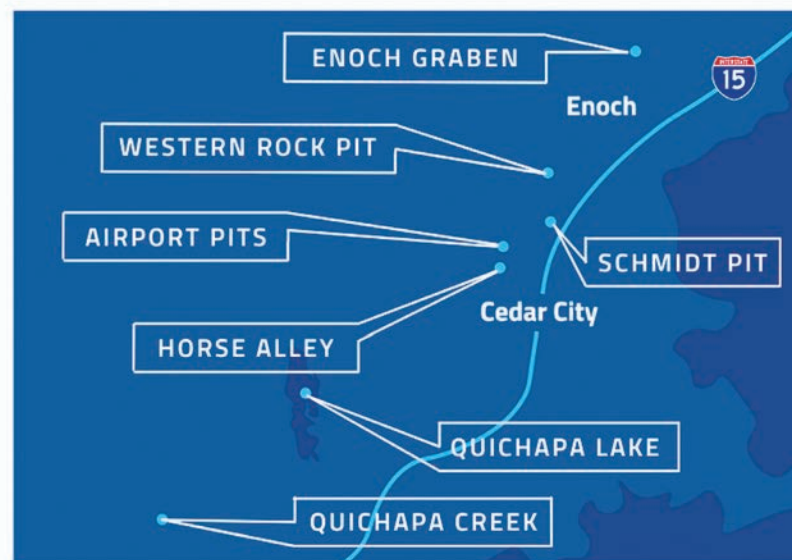 ENOCH GRABEN
INTERSTATE
15
Enoch
WESTERN ROCK PIT
AIRPORT PITS
SCHMIDT PIT
Cedar City
HORSE ALLEY
QUICHAPA LAKE
QUICHAPA CREEK